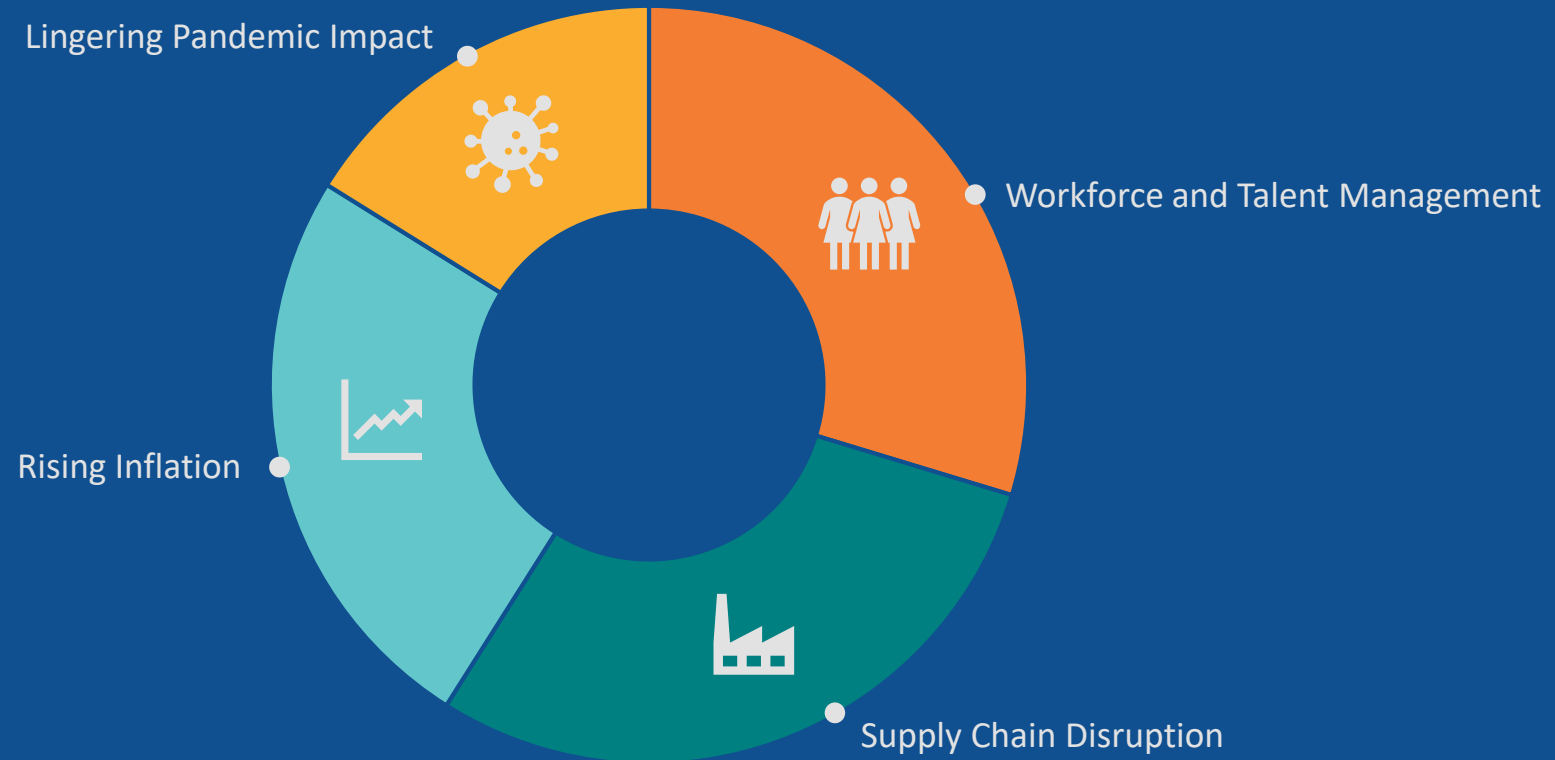 Lingering Pandemic Impact
Workforce and Talent Management
Rising Inflation
Supply Chain Disruption